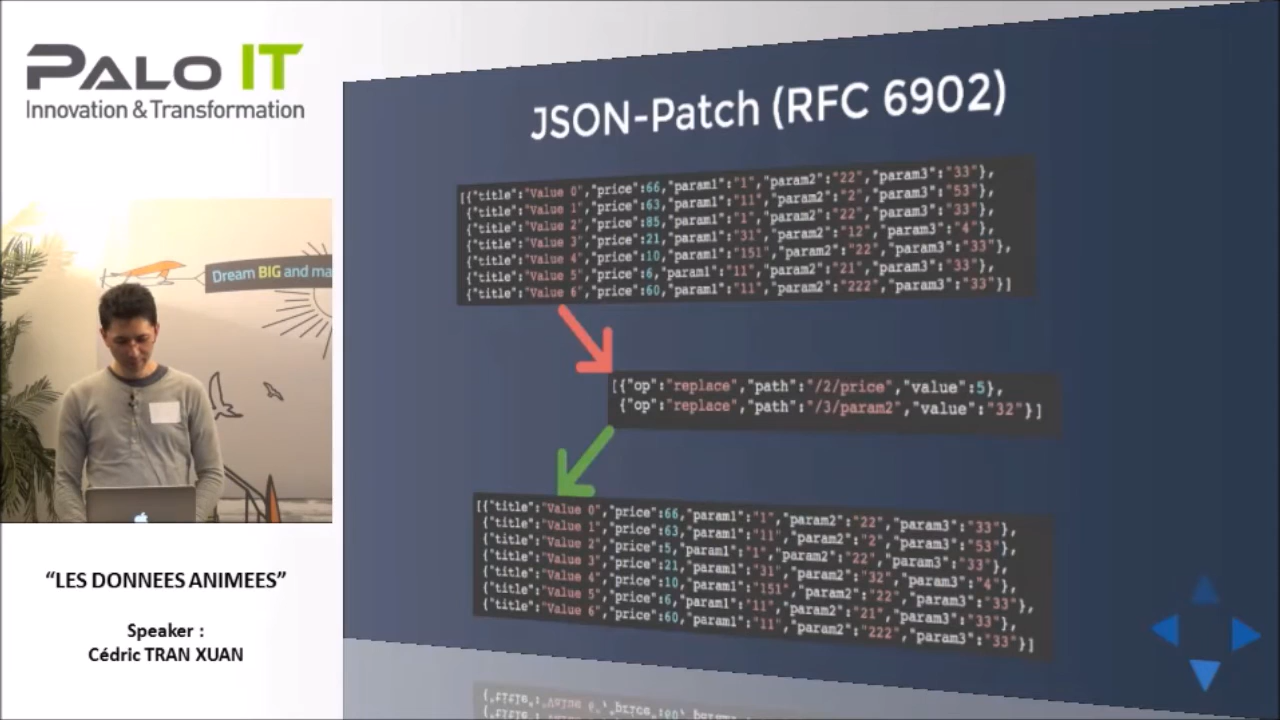 PALO IT
Innovation & Transformation
Dream BIG and ma
"LES DONNEES ANIMEES"
Speaker :
Cédric TRAN XUAN
JSON-Patch (RFC 6902)
[{"title":"Value 0","price":66,"param1":"1","param2":"22","param3":"33"},
{"title":"Value 1","price":63,"param1":"11","param2":"2","param3":"53"},
{"title":"Value 2","price":85,"param1":"1","param2":"22","param3":"33"},
{"title":"Value 3","price":21,"param1":"31","param2":"12","param3":"4"},
{"title":"Value 4","price":10,"param1":"151","param2":"22","param3":"33"},
{"title":"Value 5","price":6,"param1":"11","param2":"21","param3":"33"},
{"title":"Value 6","price":60,"param1":"11","param2":"222","param3":"33"}]
[{"op":"replace","path":"/2/price","value":5},
{"op":"replace","path":"/3/param2","value":"32"}]
[{"title":"Value 0","price":66,"param1":"1","param2":"22","param3":"33"},
{"title":"Value 1","price":63,"param1":"11","param2":"2","param3":"53"},
{"title":"Value 2","price":5,"param1":"1","param2":"22","param3":"33"},
{"title":"Value 3","price":21,"param1":"31","param2":"32","param3":"4"},
{"title":"Value 4","price":10,"param1":"151","param2":"22","param3":"33"},
{"title":"Value 5","price":6,"param1":"11","param2":"21","param3":"33"},
{"title":"Value 6","price":60,"param1":"11","param2":"222","param3":"33"}]